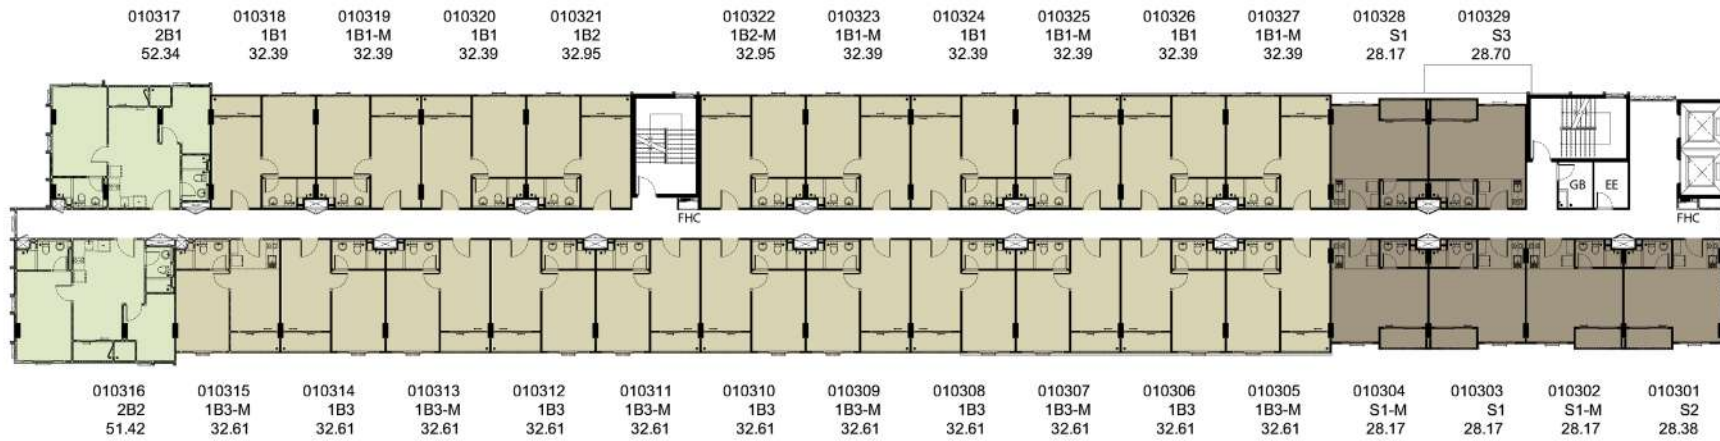 010317 010318 010319 010320 010321 010322 010323 010324 010325 010326 010327 010328 010329
2B1 1B1 1B1-M 1B1 1B2 1B2-M 1B1-M 1B1 1B1-M 1B1 1B1-M S1 S3
52.34 32.39 32.39 32.39 32.95 32.95 32.39 32.39 32.39 32.39 32.39 28.17 28.70
GB EE
FHC FHC
010316 010315 010314 010313 010312 010311 010310 010309 010308 010307 010306 010305 010304 010303 010302 010301
2B2 1B3-M 1B3 1B3-M 1B3 1B3-M 1B3 1B3-M 1B3 1B3-M 1B3 1B3-M S1-M S1 S1-M S2
51.42 32.61 32.61 32.61 32.61 32.61 32.61 32.61 32.61 32.61 32.61 32.61 28.17 28.17 28.17 28.38